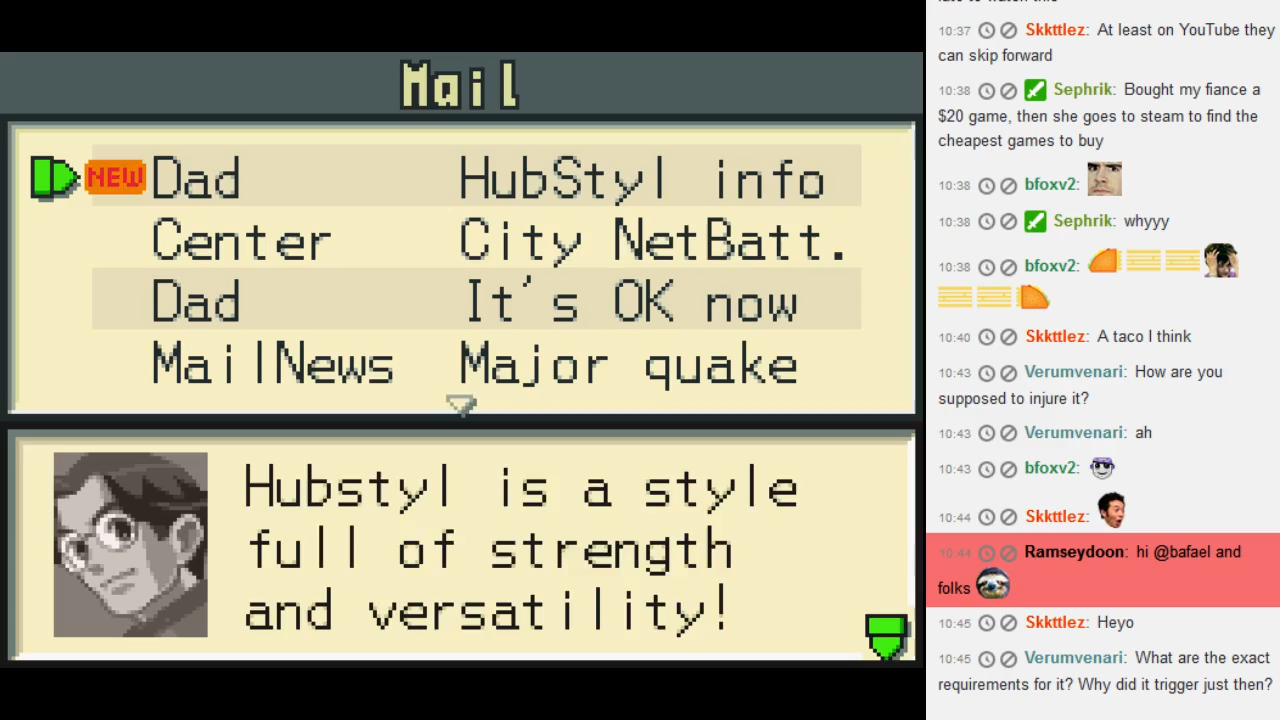 Mail
NEW Dad HubStyl info
Center City NetBatt.
Dad It's OK now
MailNews Major quake
Hubstyl is a style
full of strength
and versatility!
10:37 Skkttlez: At least on YouTube they
can skip forward
10:38 Sephrik: Bought my fiance a
$20 game, then she goes to steam to find the
cheapest games to buy
10:38 bfoxv2:
10:38 Sephrik: whyyy
10:38 bfoxv2:
10:40 Skkttlez: A taco I think
10:43 Verumvenari: How are you
supposed to injure it?
10:43 Verumvenari: ah
10:43 bfoxv2:
10:44 Skkttlez:
10:44 Ramseydoon: hi @bafael and
folks
10:45 Skkttlez: Heyo
10:45 Verumvenari: What are the exact
requirements for it? Why did it trigger just then?